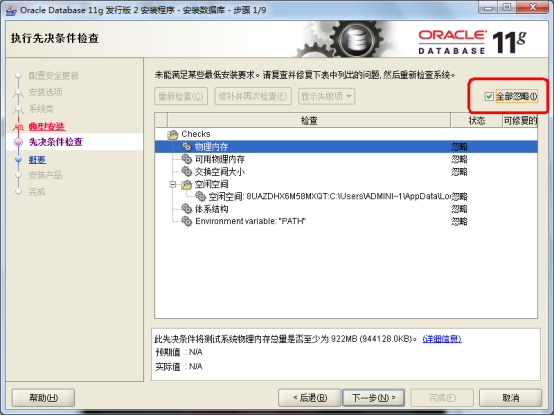 Oracle Database 11g 发行版 2 安装程序 - 安装数据库 - 步骤 1/9
执行先决条件检查
ORACLE
DATABASE 11g
配置安全更新
安装选项
系统类
典型安装
先决条件检查
概要
安装产品
完成
未能满足某些最低安装要求。请复查并修复下表中列出的问题, 然后重新检查系统。
重新检查(C) 修补并再次检查(F) 显示失败项 全部忽略(I)
检查 状态 可修复的
Checks
物理内存 忽略
可用物理内存 忽略
交换空间大小 忽略
空闲空间
空闲空间: 8UAZDHX6M58MXQT:C:\Users\ADMINI~1\AppData\Loc 忽略
体系结构 忽略
Environment variable: "PATH" 忽略
此先决条件将测试系统物理内存总量是否至少为 922MB (944128.0KB)。 (详细信息)
预期值 : N/A
实际值 : N/A
帮助(H) < 后退(B) 下一步(N) > 完成(F) 取消